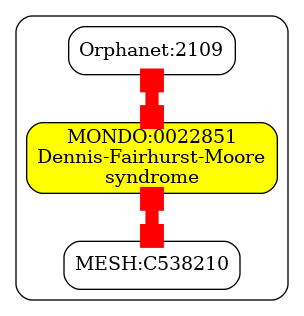 Orphanet:2109
MONDO:0022851
Dennis-Fairhurst-Moore
syndrome
MESH:C538210